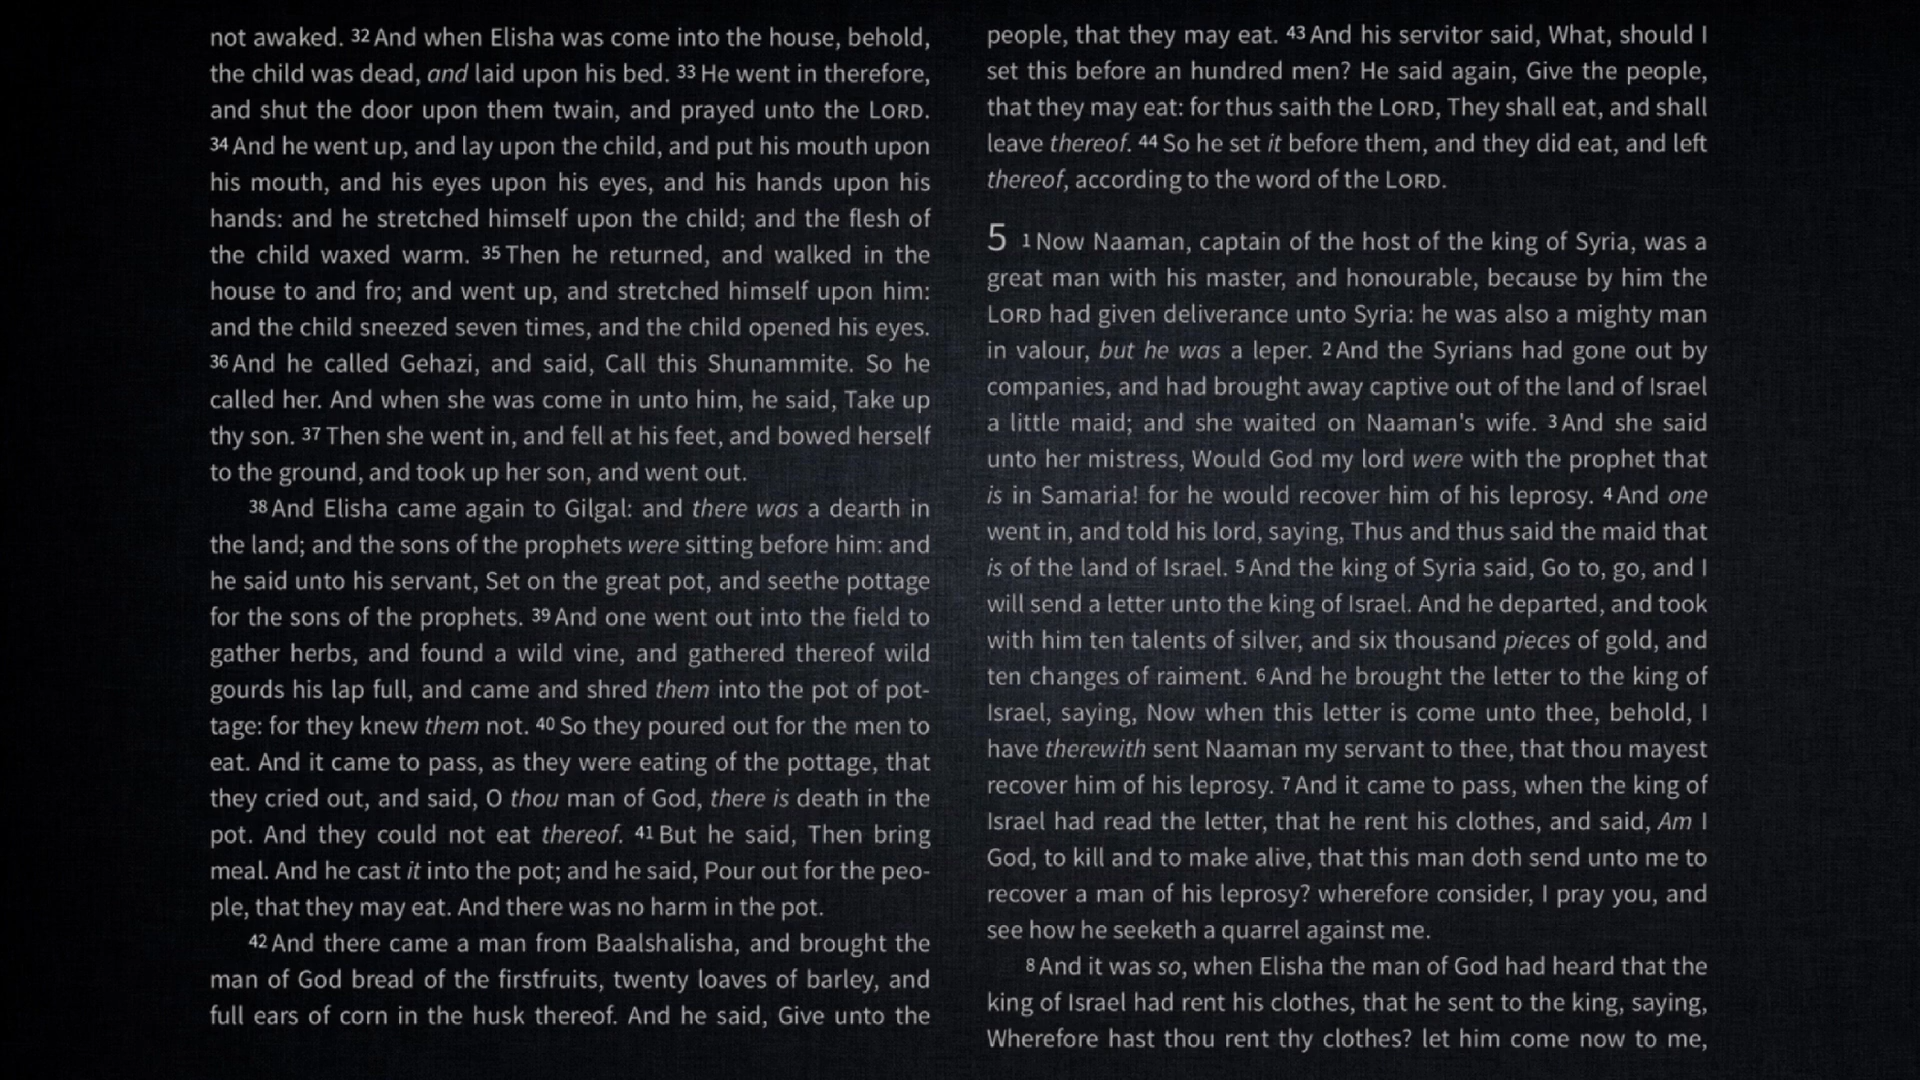 not awaked. 32 And when Elisha was come into the house, behold,
the child was dead, and laid upon his bed. 33 He went in therefore,
and shut the door upon them twain, and prayed unto the LORD.
34 And he went up, and lay upon the child, and put his mouth upon
his mouth, and his eyes upon his eyes, and his hands upon his
hands: and he stretched himself upon the child; and the flesh of
the child waxed warm. 35 Then he returned, and walked in the
house to and fro; and went up, and stretched himself upon him:
and the child sneezed seven times, and the child opened his eyes.
36 And he called Gehazi, and said, Call this Shunammite. So he
called her. And when she was come in unto him, he said, Take up
thy son. 37 Then she went in, and fell at his feet, and bowed herself
to the ground, and took up her son, and went out.
38 And Elisha came again to Gilgal: and there was a dearth in
the land; and the sons of the prophets were sitting before him: and
he said unto his servant, Set on the great pot, and seethe pottage
for the sons of the prophets. 39 And one went out into the field to
gather herbs, and found a wild vine, and gathered thereof wild
gourds his lap full, and came and shred them into the pot of pot-
tage: for they knew them not. 40 So they poured out for the men to
eat. And it came to pass, as they were eating of the pottage, that
they cried out, and said, O thou man of God, there is death in the
pot. And they could not eat thereof. 41 But he said, Then bring
meal. And he cast it into the pot; and he said, Pour out for the peo-
ple, that they may eat. And there was no harm in the pot.
42 And there came a man from Baalshalisha, and brought the
man of God bread of the firstfruits, twenty loaves of barley, and
full ears of corn in the husk thereof. And he said, Give unto the
people, that they may eat. 43 And his servitor said, What, should I
set this before an hundred men? He said again, Give the people,
that they may eat: for thus saith the LORD, They shall eat, and shall
leave thereof. 44 So he set it before them, and they did eat, and left
thereof, according to the word of the LORD.
5 1 Now Naaman, captain of the host of the king of Syria, was a
great man with his master, and honourable, because by him the
LORD had given deliverance unto Syria: he was also a mighty man
in valour, but he was a leper. 2 And the Syrians had gone out by
companies, and had brought away captive out of the land of Israel
a little maid; and she waited on Naaman's wife. 3 And she said
unto her mistress, Would God my lord were with the prophet that
is in Samaria! for he would recover him of his leprosy. 4 And one
went in, and told his lord, saying, Thus and thus said the maid that
is of the land of Israel. 5 And the king of Syria said, Go to, go, and I
will send a letter unto the king of Israel. And he departed, and took
with him ten talents of silver, and six thousand pieces of gold, and
ten changes of raiment. 6 And he brought the letter to the king of
Israel, saying, Now when this letter is come unto thee, behold, I
have therewith sent Naaman my servant to thee, that thou mayest
recover him of his leprosy. 7 And it came to pass, when the king of
Israel had read the letter, that he rent his clothes, and said, Am I
God, to kill and to make alive, that this man doth send unto me to
recover a man of his leprosy? wherefore consider, I pray you, and
see how he seeketh a quarrel against me.
8 And it was so, when Elisha the man of God had heard that the
king of Israel had rent his clothes, that he sent to the king, saying,
Wherefore hast thou rent thy clothes? let him come now to me,